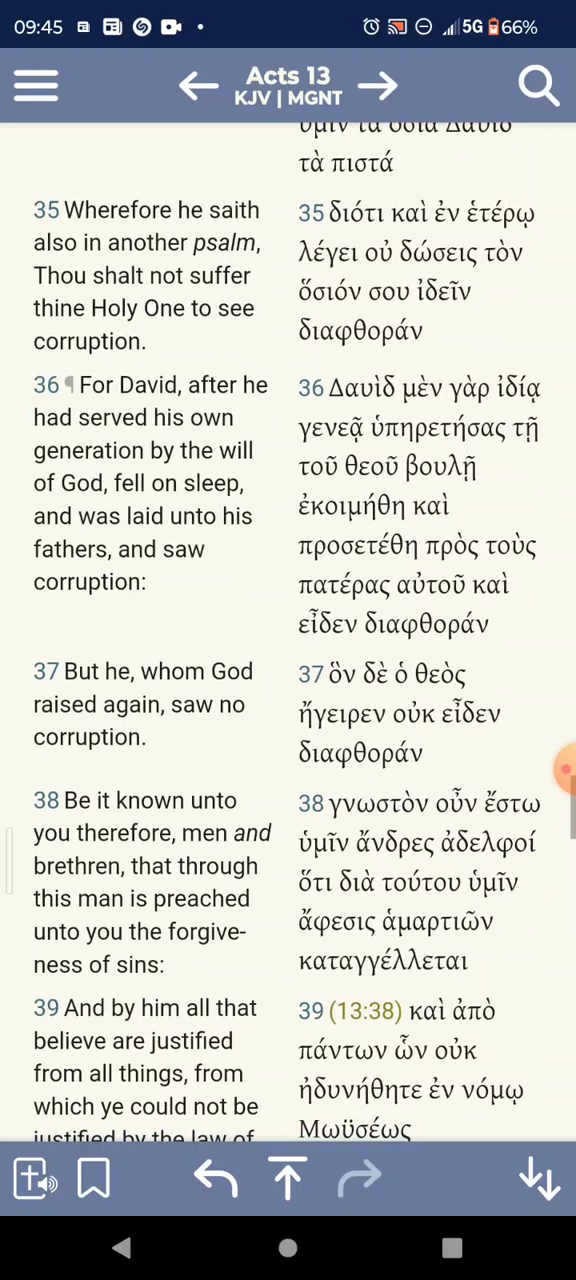 09:45
5G 66%
Acts 13
KJV | MGNT
ὑμῖν τὰ ὅσια Δαυὶδ
τὰ πιστά
35 Wherefore he saith
also in another psalm,
Thou shalt not suffer
thine Holy One to see
corruption.
35 διότι καὶ ἐν ἑτέρῳ
λέγει οὐ δώσεις τὸν
ὅσιόν σου ἰδεῖν
διαφθοράν
36 ¶ For David, after he
had served his own
generation by the will
of God, fell on sleep,
and was laid unto his
fathers, and saw
corruption:
36 Δαυὶδ μὲν γὰρ ἰδίᾳ
γενεᾷ ὑπηρετήσας τῇ
τοῦ θεοῦ βουλῇ
ἐκοιμήθη καὶ
προσετέθη πρὸς τοὺς
πατέρας αὐτοῦ καὶ
εἶδεν διαφθοράν
37 But he, whom God
raised again, saw no
corruption.
37 ὃν δὲ ὁ θεὸς
ἤγειρεν οὐκ εἶδεν
διαφθοράν
38 Be it known unto
you therefore, men and
brethren, that through
this man is preached
unto you the forgive-
ness of sins:
38 γνωστὸν οὖν ἔστω
ὑμῖν ἄνδρες ἀδελφοί
ὅτι διὰ τούτου ὑμῖν
ἄφεσις ἁμαρτιῶν
καταγγέλλεται
39 And by him all that
believe are justified
from all things, from
which ye could not be
justified by the law of
39 (13:38) καὶ ἀπὸ
πάντων ὧν οὐκ
ἠδυνήθητε ἐν νόμῳ
Μωϋσέως